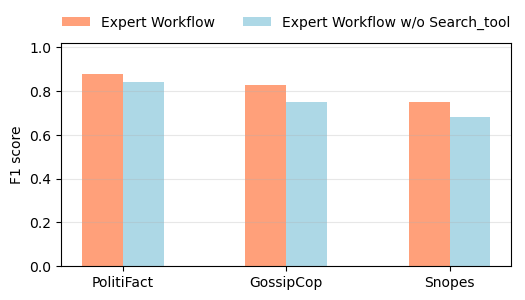 Expert Workflow
Expert Workflow w/o Search_tool
1.0
0.8
0.6
0.4
0.2
0.0
F1 score
PolitiFact
GossipCop
Snopes